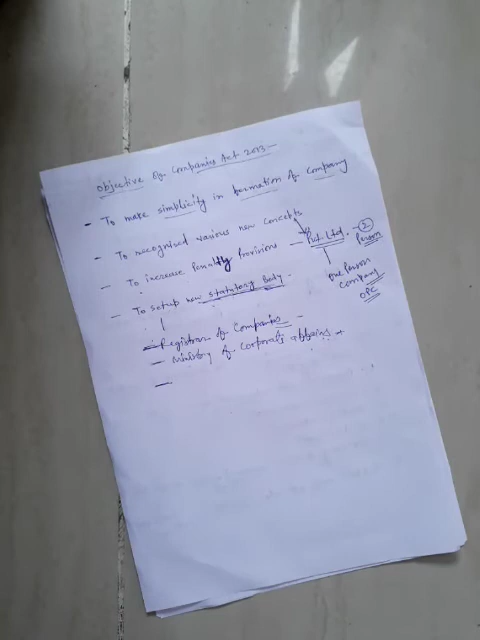 Objective Of Companies Act 2013:-
- To make simplicity in formation of Company
- To recognised various new concepts
- Pvt. Ltd. - 2 Person
One Person Company OPC
- To increase Penalty Provisions
- To setup new statutory body.
- Registrar of Companies -
- Ministry of Corporate affairs
-